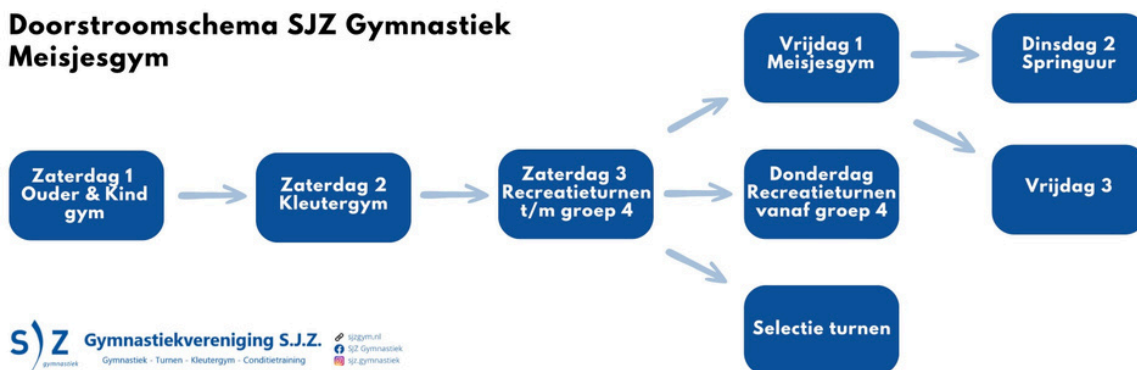 Doorstroomschema SJZ Gymnastiek
Meisjesgym
Zaterdag 1
Ouder & Kind
gym
Zaterdag 2
Kleutergym
Zaterdag 3
Recreatieturnen
t/m groep 4
Vrijdag 1
Meisjesgym
Dinsdag 2
Springuur
Donderdag
Recreatieturnen
vanaf groep 4
Vrijdag 3
Selectie turnen
SJZ
gymnastiek
Gymnastiekvereniging S.J.Z.
Gymnastiek - Turnen - Kleutergym - Conditietraining
sjzgym.nl
SJZ Gymnastiek
sjz.gymnastiek